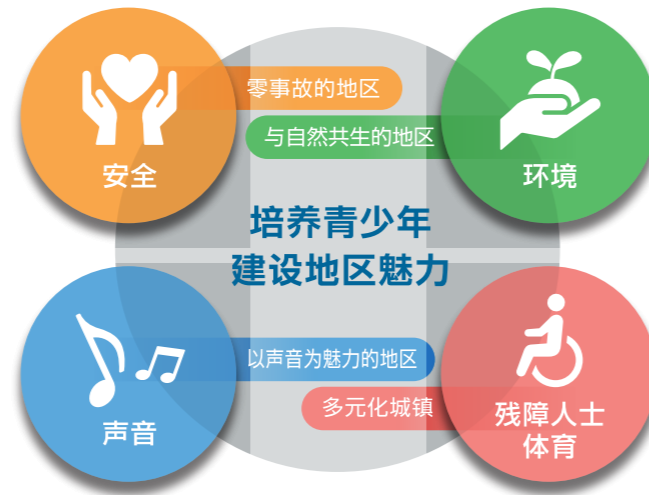 零事故的地区
与自然共生的地区
安全
环境
培养青少年
建设地区魅力
以声音为魅力的地区
多元化城镇
声音
残障人士
体育